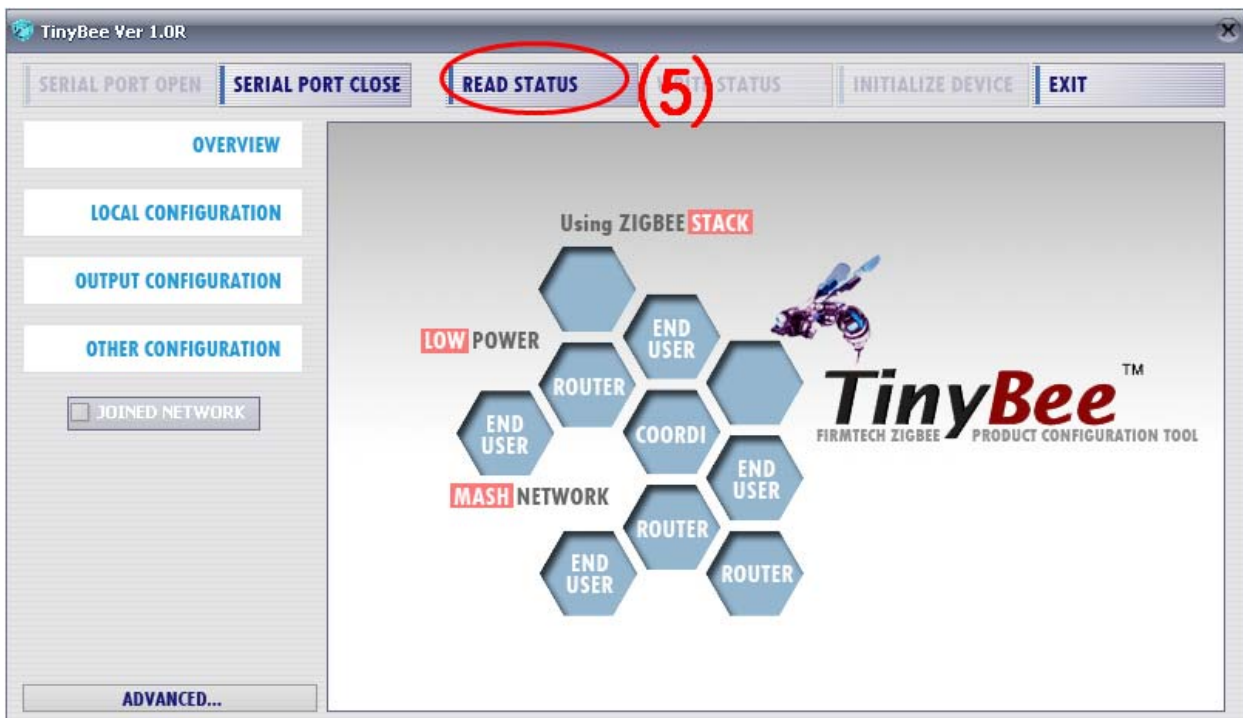 TinyBee Ver 1.0R
SERIAL PORT OPEN SERIAL PORT CLOSE READ STATUS (5) STATUS INITIALIZE DEVICE EXIT
OVERVIEW
LOCAL CONFIGURATION
OUTPUT CONFIGURATION
OTHER CONFIGURATION
JOINED NETWORK
ADVANCED...
Using ZIGBEE STACK
END
USER
LOW POWER
ROUTER
END
USER
COORDI
END
USER
MASH NETWORK
ROUTER
END
USER
ROUTER
TinyBee™
FIRMTECH ZIGBEE PRODUCT CONFIGURATION TOOL